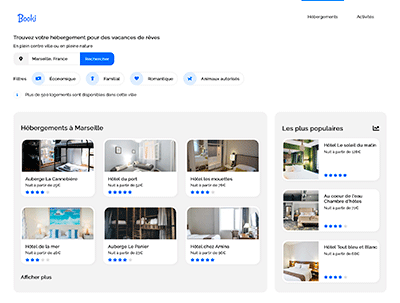 Booki
Hébergements
Activités
Trouvez votre hébergement pour des vacances de rêves
En plein centre ville ou en pleine nature
Marseille, France
Rechercher
Filtres
Économique
Familial
Romantique
Animaux autorisés
Plus de 500 logements sont disponibles dans cette ville
Hébergements à Marseille
Auberge La Cannebière
Nuit à partir de 25€
Hôtel du port
Nuit à partir de 52€
Hôtel les mouettes
Nuit à partir de 76€
Hôtel de la mer
Nuit à partir de 46€
Auberge Le Panier
Nuit à partir de 23€
Hôtel chez Amina
Nuit à partir de 96€
Afficher plus
Les plus populaires
Hôtel Le soleil du matin
Nuit à partir de 128€
Au coeur de l'eau
Chambre d'hôtes
Nuit à partir de 71€
Hôtel Tout bleu et Blanc
Nuit à partir de 68€